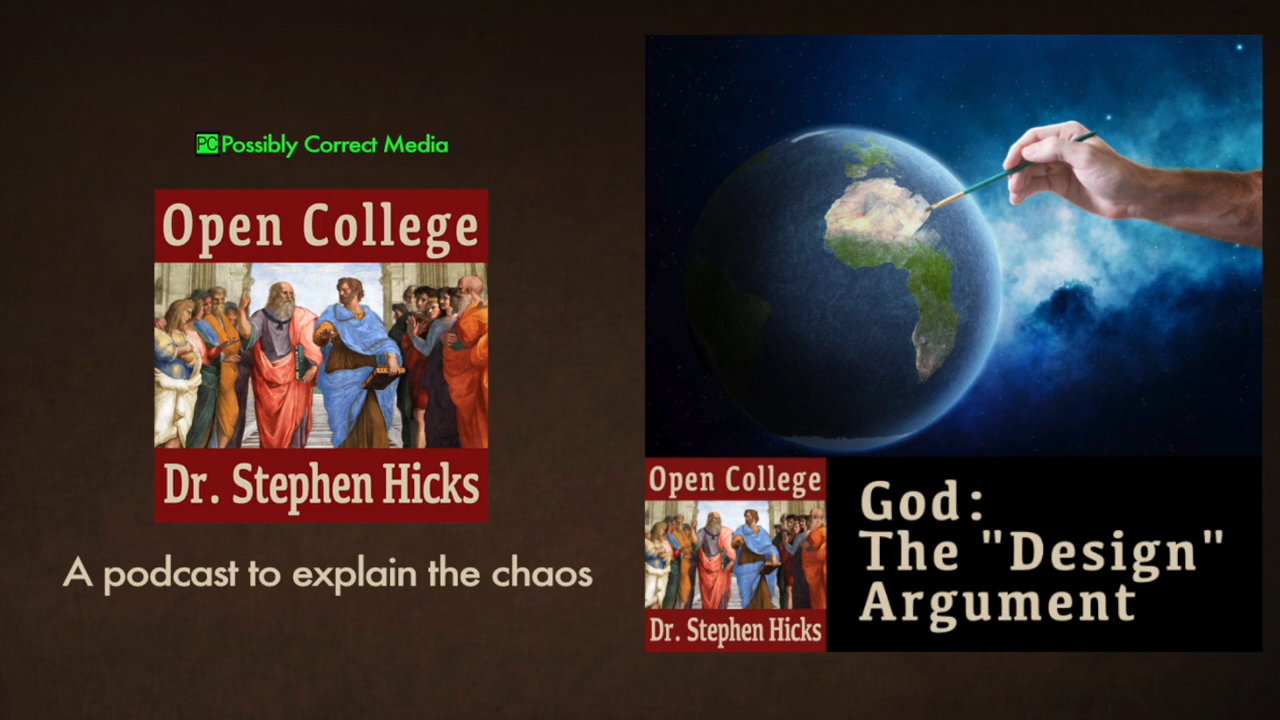 PC Possibly Correct Media
Open College
Dr. Stephen Hicks
A podcast to explain the chaos
Open College
Dr. Stephen Hicks
God:
The "Design"
Argument